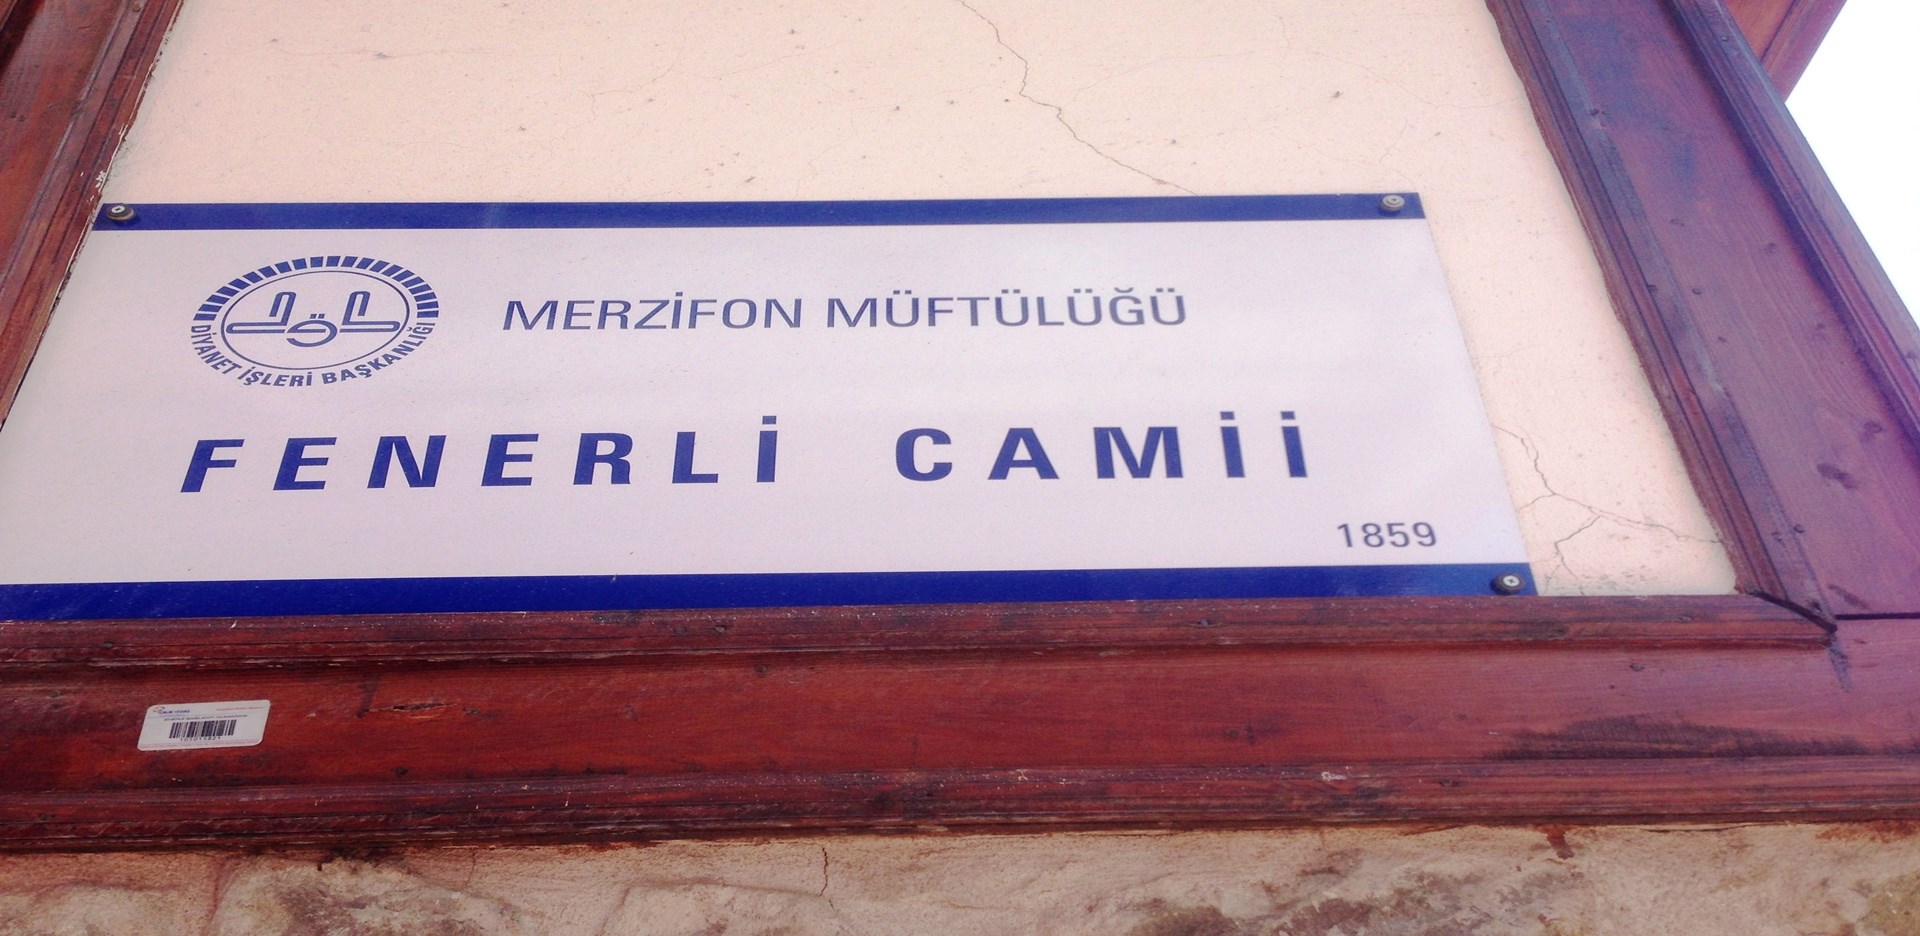 MERZİFON MÜFTÜLÜĞÜ
DİYANET İŞLERİ BAŞKANLIĞI
FENERLİ CAMİİ
1859